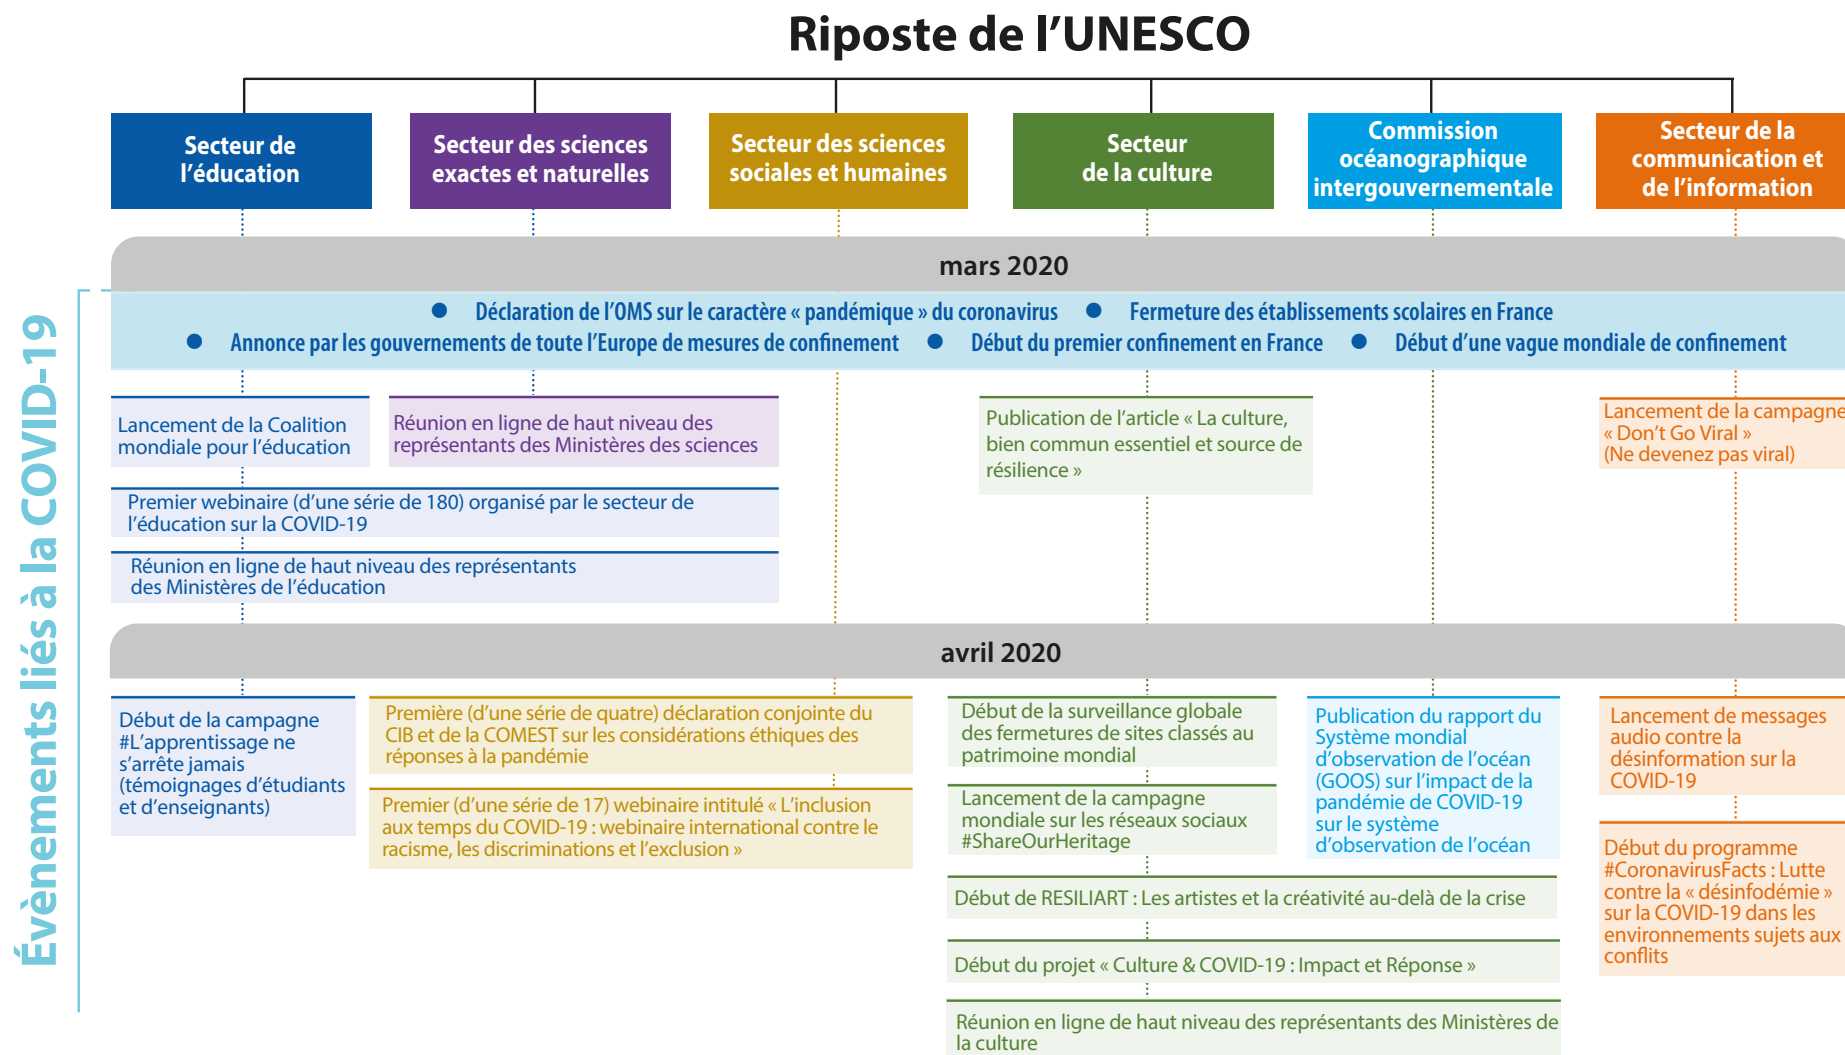 Riposte de l'UNESCO
Secteur de
l'éducation
Secteur des sciences
exactes et naturelles
Secteur des sciences
sociales et humaines
Secteur
de la culture
Commission
océanographique
intergouvernementale
Secteur de la
communication et
de l'information
Évènements liés à la COVID-19
mars 2020
● Déclaration de l'OMS sur le caractère « pandémique » du coronavirus ● Fermeture des établissements scolaires en France
● Annonce par les gouvernements de toute l'Europe de mesures de confinement ● Début du premier confinement en France ● Début d'une vague mondiale de confinement
Lancement de la Coalition
mondiale pour l'éducation
Réunion en ligne de haut niveau des
représentants des Ministères des sciences
Publication de l'article « La culture,
bien commun essentiel et source de
résilience »
Lancement de la campagne
« Don't Go Viral »
(Ne devenez pas viral)
Premier webinaire (d'une série de 180) organisé par le secteur de
l'éducation sur la COVID-19
Réunion en ligne de haut niveau des représentants
des Ministères de l'éducation
avril 2020
Début de la campagne
#L'apprentissage ne
s'arrête jamais
(témoignages d'étudiants
et d'enseignants)
Première (d'une série de quatre) déclaration conjointe du
CIB et de la COMEST sur les considérations éthiques des
réponses à la pandémie
Premier (d'une série de 17) webinaire intitulé « L'inclusion
aux temps du COVID-19 : webinaire international contre le
racisme, les discriminations et l'exclusion »
Début de la surveillance globale
des fermetures de sites classés au
patrimoine mondial
Lancement de la campagne
mondiale sur les réseaux sociaux
#ShareOurHeritage
Début de RESILIART : Les artistes et la créativité au-delà de la crise
Début du projet « Culture & COVID-19 : Impact et Réponse »
Réunion en ligne de haut niveau des représentants des Ministères de
la culture
Publication du rapport du
Système mondial
d'observation de l'océan
(GOOS) sur l'impact de la
pandémie de COVID-19
sur le système
d'observation de l'océan
Lancement de messages
audio contre la
désinformation sur la
COVID-19
Début du programme
#CoronavirusFacts : Lutte
contre la « désinfodémie »
sur la COVID-19 dans les
environnements sujets aux
conflits